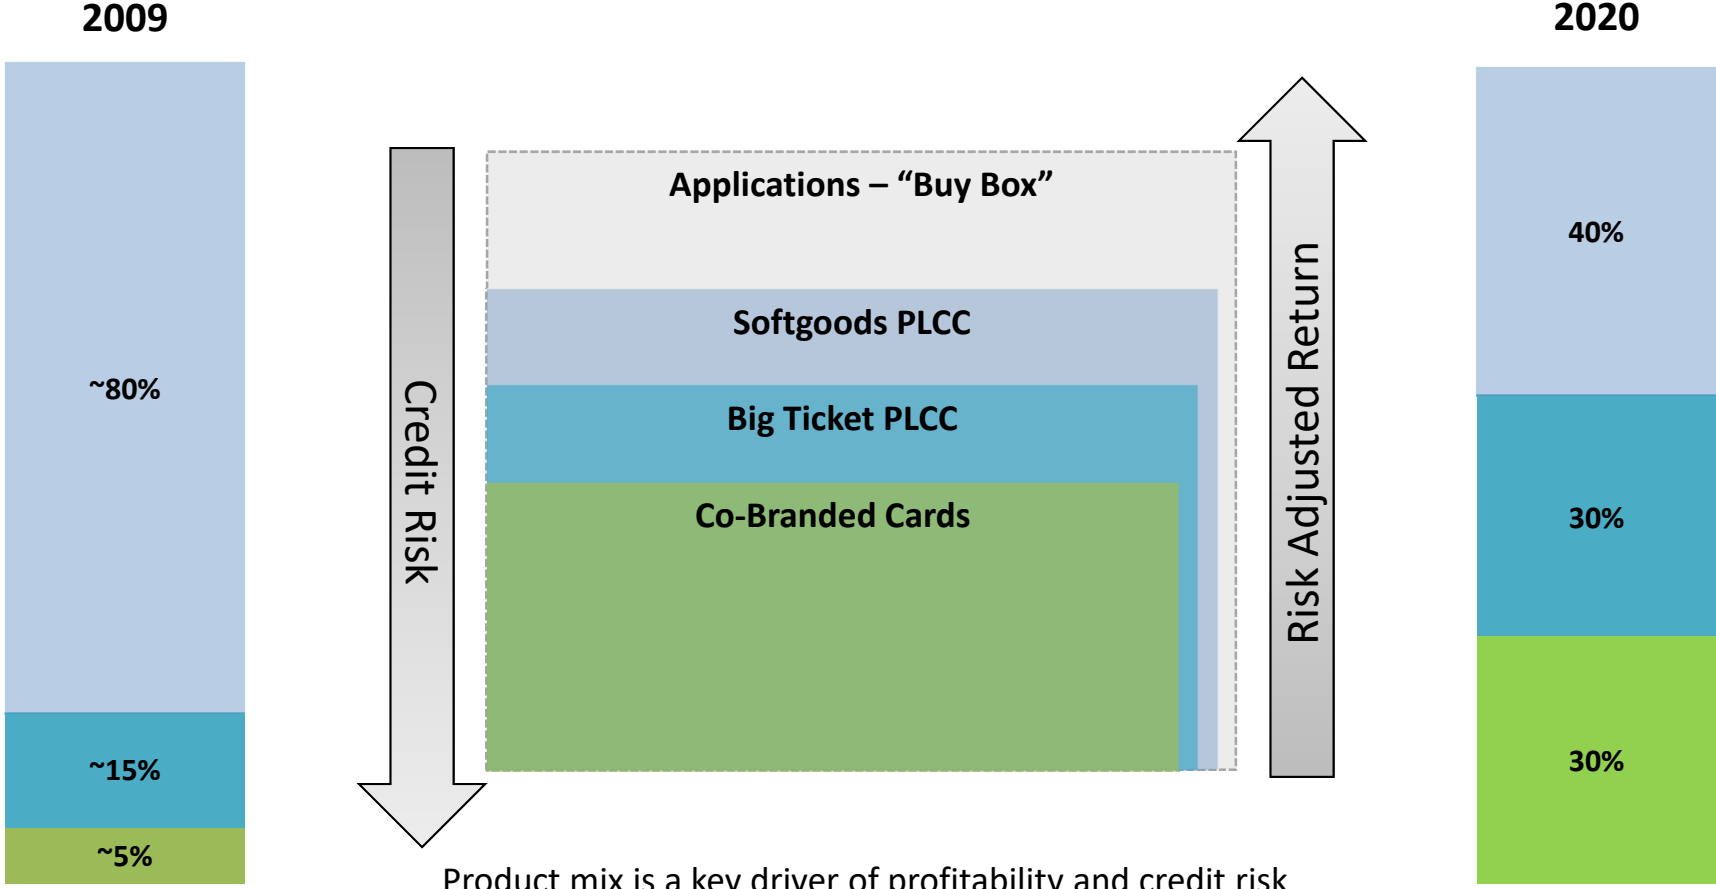 2009
2020
~80%
~15%
~5%
Credit Risk
Applications – “Buy Box”
Softgoods PLCC
Big Ticket PLCC
Co-Branded Cards
Risk Adjusted Return
40%
30%
30%
Product mix is a key driver of profitability and credit risk